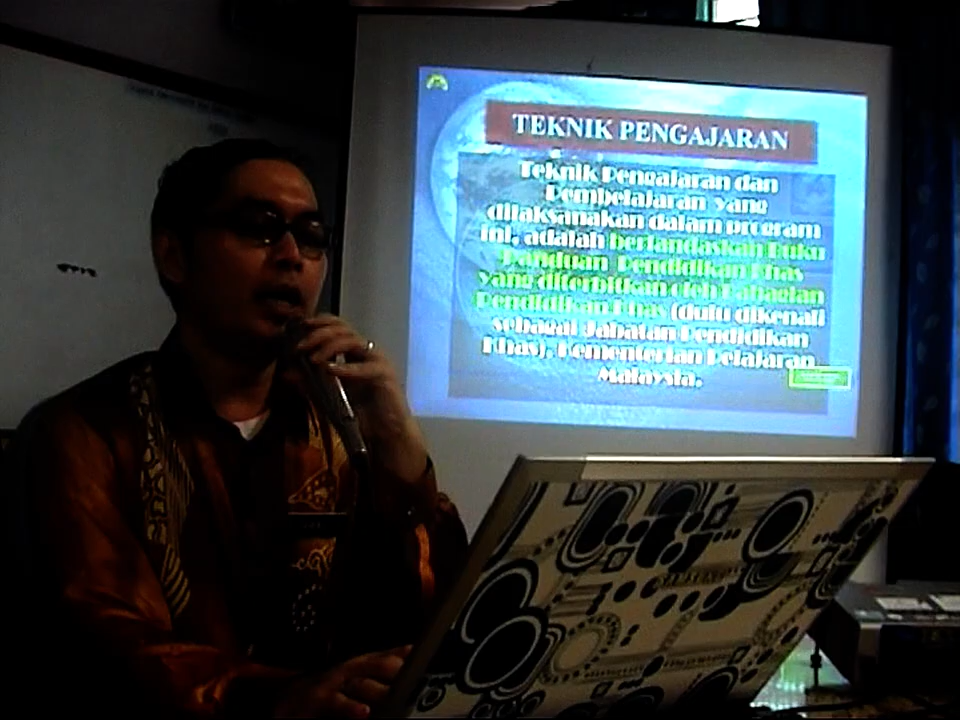 TEKNIK PENGAJARAN
Teknik Pengajaran dan
Pembelajaran yang
dilaksanakan dalam program
ini, adalah berlandaskan Buku
Panduan Pendidikan Khas
yang diterbitkan oleh Bahagian
Pendidikan Khas (dulu dikenali
sebagai Jabatan Pendidikan
Khas), Kementerian Pelajaran
Malaysia.